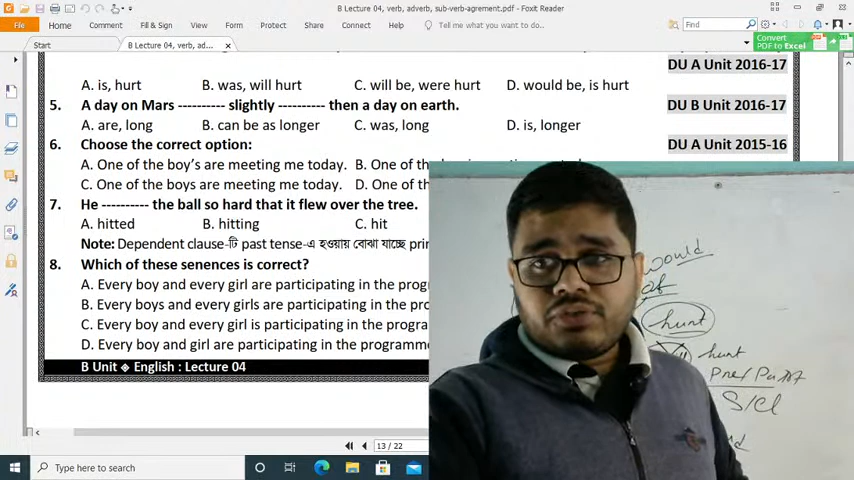 B Lecture 04, verb, adverb, sub-verb-agrement.pdf - Foxit Reader
File Home Comment Fill & Sign View Form Protect Share Help Tell me what you want to do... Find
Start B Lecture 04, verb, ad...
Convert
PDF to Excel
DU A Unit 2016-17
A. is, hurt B. was, will hurt C. will be, were hurt D. would be, is hurt
5. A day on Mars ---------- slightly ---------- then a day on earth. DU B Unit 2016-17
A. are, long B. can be as longer C. was, long D. is, longer
6. Choose the correct option: DU A Unit 2015-16
A. One of the boy's are meeting me today. B. One of th
C. One of the boys are meeting me today. D. One of th
7. He ---------- the ball so hard that it flew over the tree.
A. hitted B. hitting C. hit
Note: Dependent clause-টি past tense-এ হওয়ায় বোঝা যাচ্ছে prin
8. Which of these senences is correct?
A. Every boy and every girl are participating in the progr
B. Every boys and every girls are participating in the pro
C. Every boy and every girl is participating in the progra
D. Every boy and girl are participating in the programme
B Unit ◈ English : Lecture 04
would
hunt
hunt
S/Cl
13 / 22
Type here to search